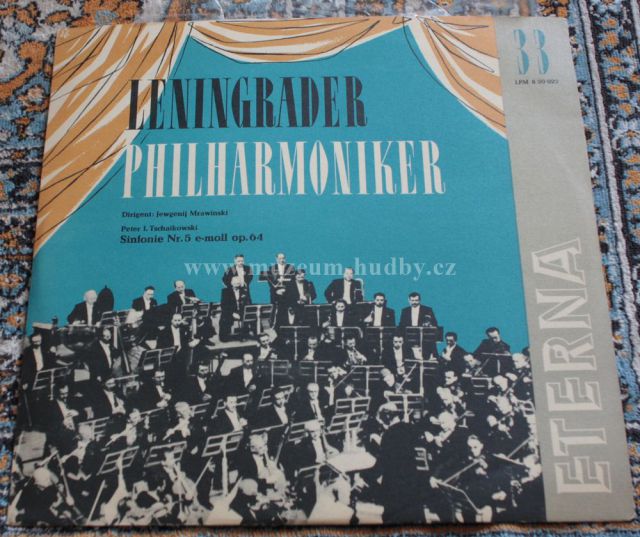 LENINGRADER
PHILHARMONIKER
Dirigent: Jewgenij Mrawinski
Peter I. Tschaikowski
Sinfonie Nr. 5 e-moll op. 64
33
LPM 8 20 027
ETERNA
www.muzeum.hudby.cz